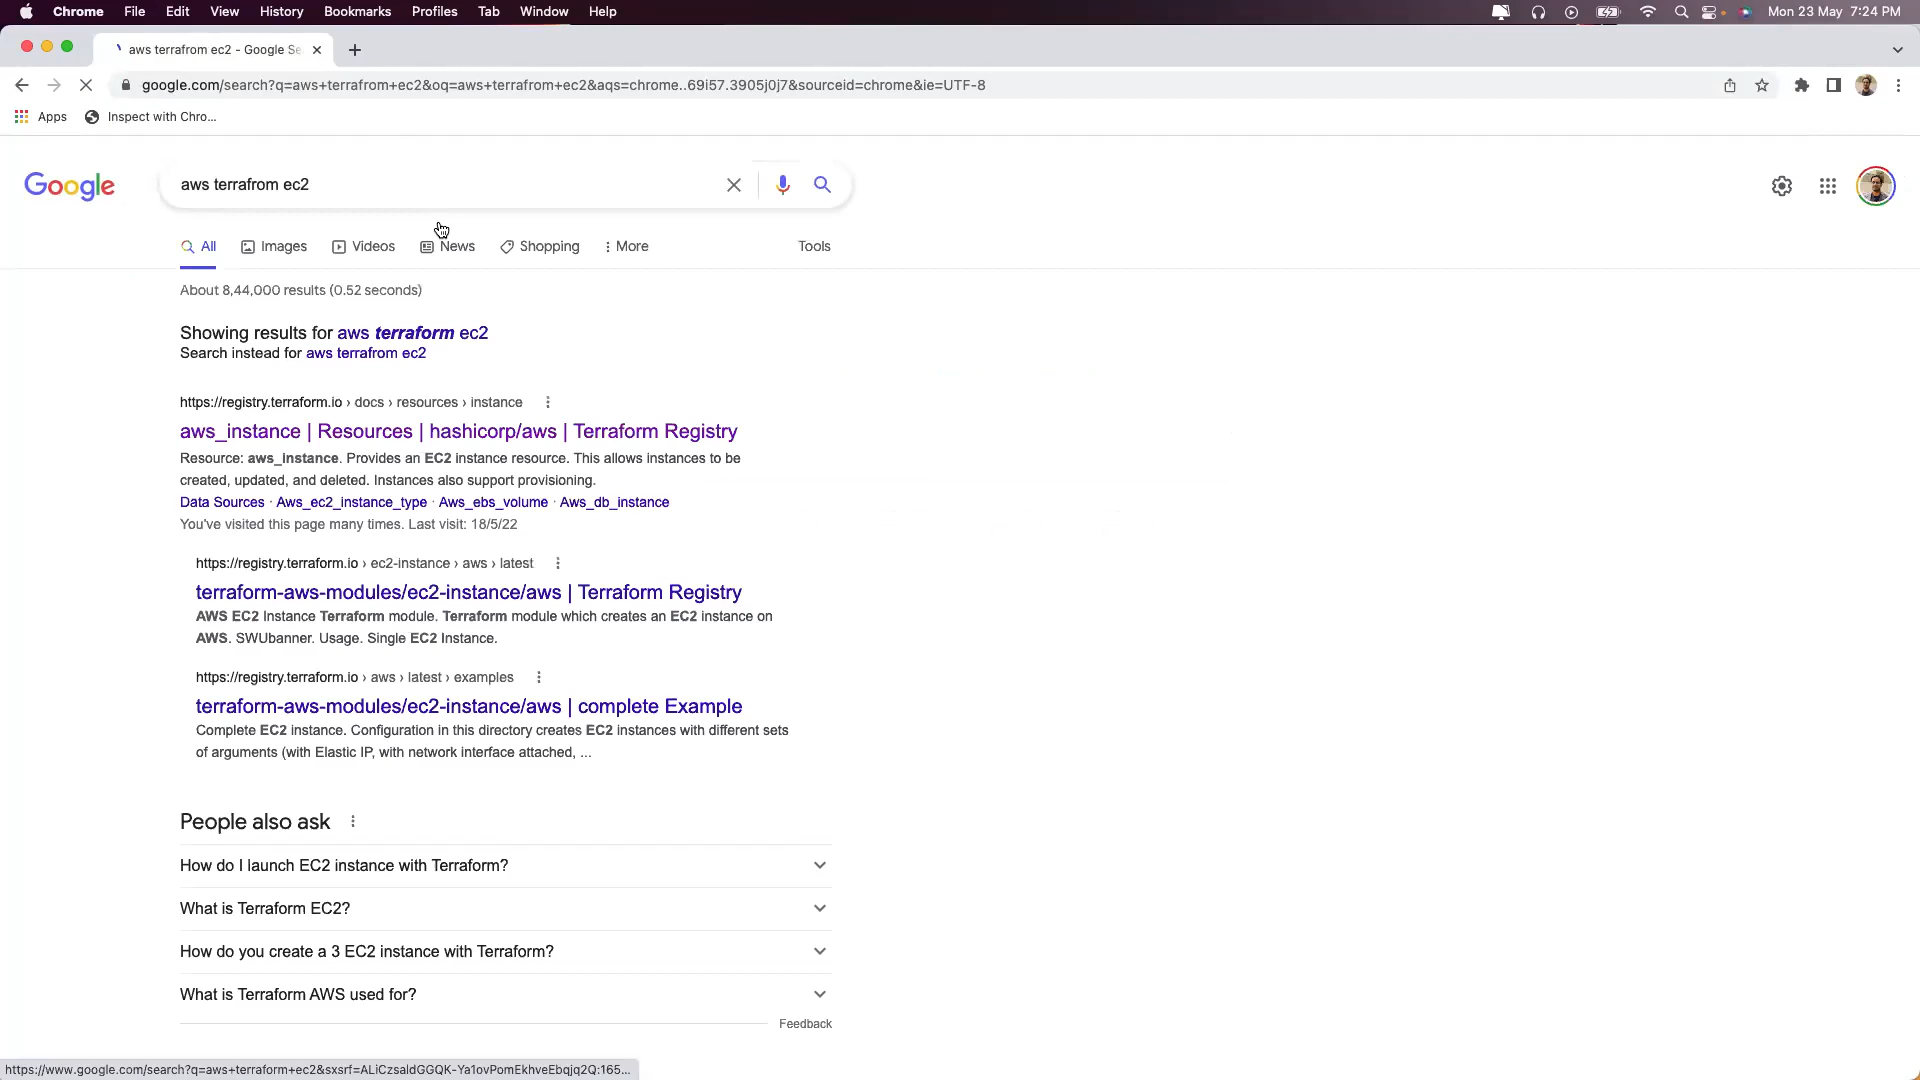 Chrome File Edit View History Bookmarks Profiles Tab Window Help Mon 23 May 7:24 PM
aws terrafrom ec2 - Google Se
google.com/search?q=aws+terrafrom+ec2&oq=aws+terrafrom+ec2&aqs=chrome..69i57.3905j0j7&sourceid=chrome&ie=UTF-8
Apps Inspect with Chro...
Google aws terrafrom ec2
All Images Videos News Shopping More Tools
About 8,44,000 results (0.52 seconds)
Showing results for aws terraform ec2
Search instead for aws terrafrom ec2
https://registry.terraform.io › docs › resources › instance
aws_instance | Resources | hashicorp/aws | Terraform Registry
Resource: aws_instance. Provides an EC2 instance resource. This allows instances to be
created, updated, and deleted. Instances also support provisioning.
Data Sources · Aws_ec2_instance_type · Aws_ebs_volume · Aws_db_instance
You've visited this page many times. Last visit: 18/5/22
https://registry.terraform.io › ec2-instance › aws › latest
terraform-aws-modules/ec2-instance/aws | Terraform Registry
AWS EC2 Instance Terraform module. Terraform module which creates an EC2 instance on
AWS. SWUbanner. Usage. Single EC2 Instance.
https://registry.terraform.io › aws › latest › examples
terraform-aws-modules/ec2-instance/aws | complete Example
Complete EC2 instance. Configuration in this directory creates EC2 instances with different sets
of arguments (with Elastic IP, with network interface attached, ...
People also ask
How do I launch EC2 instance with Terraform?
What is Terraform EC2?
How do you create a 3 EC2 instance with Terraform?
What is Terraform AWS used for?
Feedback
https://www.google.com/search?q=aws+terraform+ec2&sxsrf=ALiCzsaldGGQK-Ya1ovPomEkhveEbqjq2Q:165...